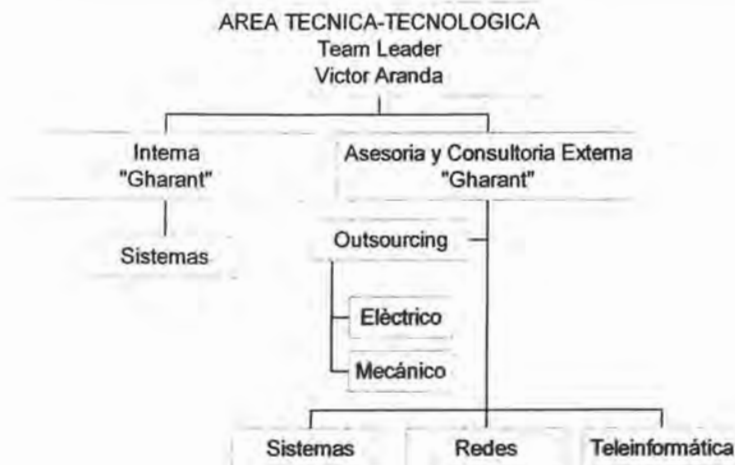 AREA TECNICA-TECNOLOGICA
Team Leader
Victor Aranda
Interna
"Gharant"
Asesoria y Consultoria Externa
"Gharant"
Sistemas
Outsourcing
Elèctrico
Mecánico
Sistemas
Redes
Teleinformática